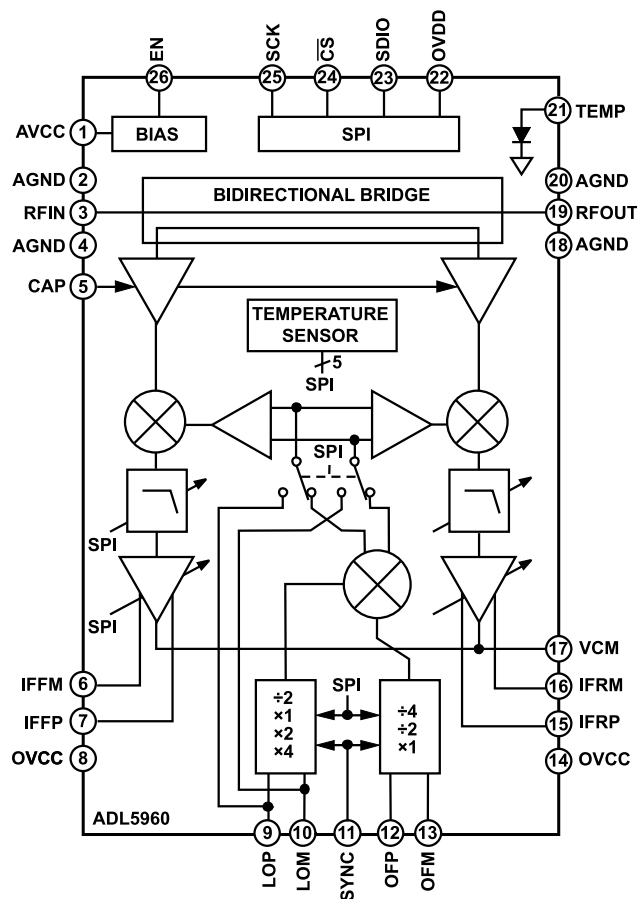 EN
SCK
CS
SDIO
OVDD
26
25
24
23
22
AVCC
1
BIAS
SPI
21
TEMP
AGND
2
20
AGND
BIDIRECTIONAL BRIDGE
RFIN
3
19
RFOUT
AGND
4
18
AGND
CAP
5
TEMPERATURE
SENSOR
5
SPI
SPI
SPI
SPI
17
VCM
IFFM
6
16
IFRM
IFFP
7
15
IFRP
OVCC
8
14
OVCC
÷2
×1
×2
×4
SPI
÷4
÷2
×1
ADL5960
9
10
11
12
13
LOP
LOM
SYNC
OFP
OFM